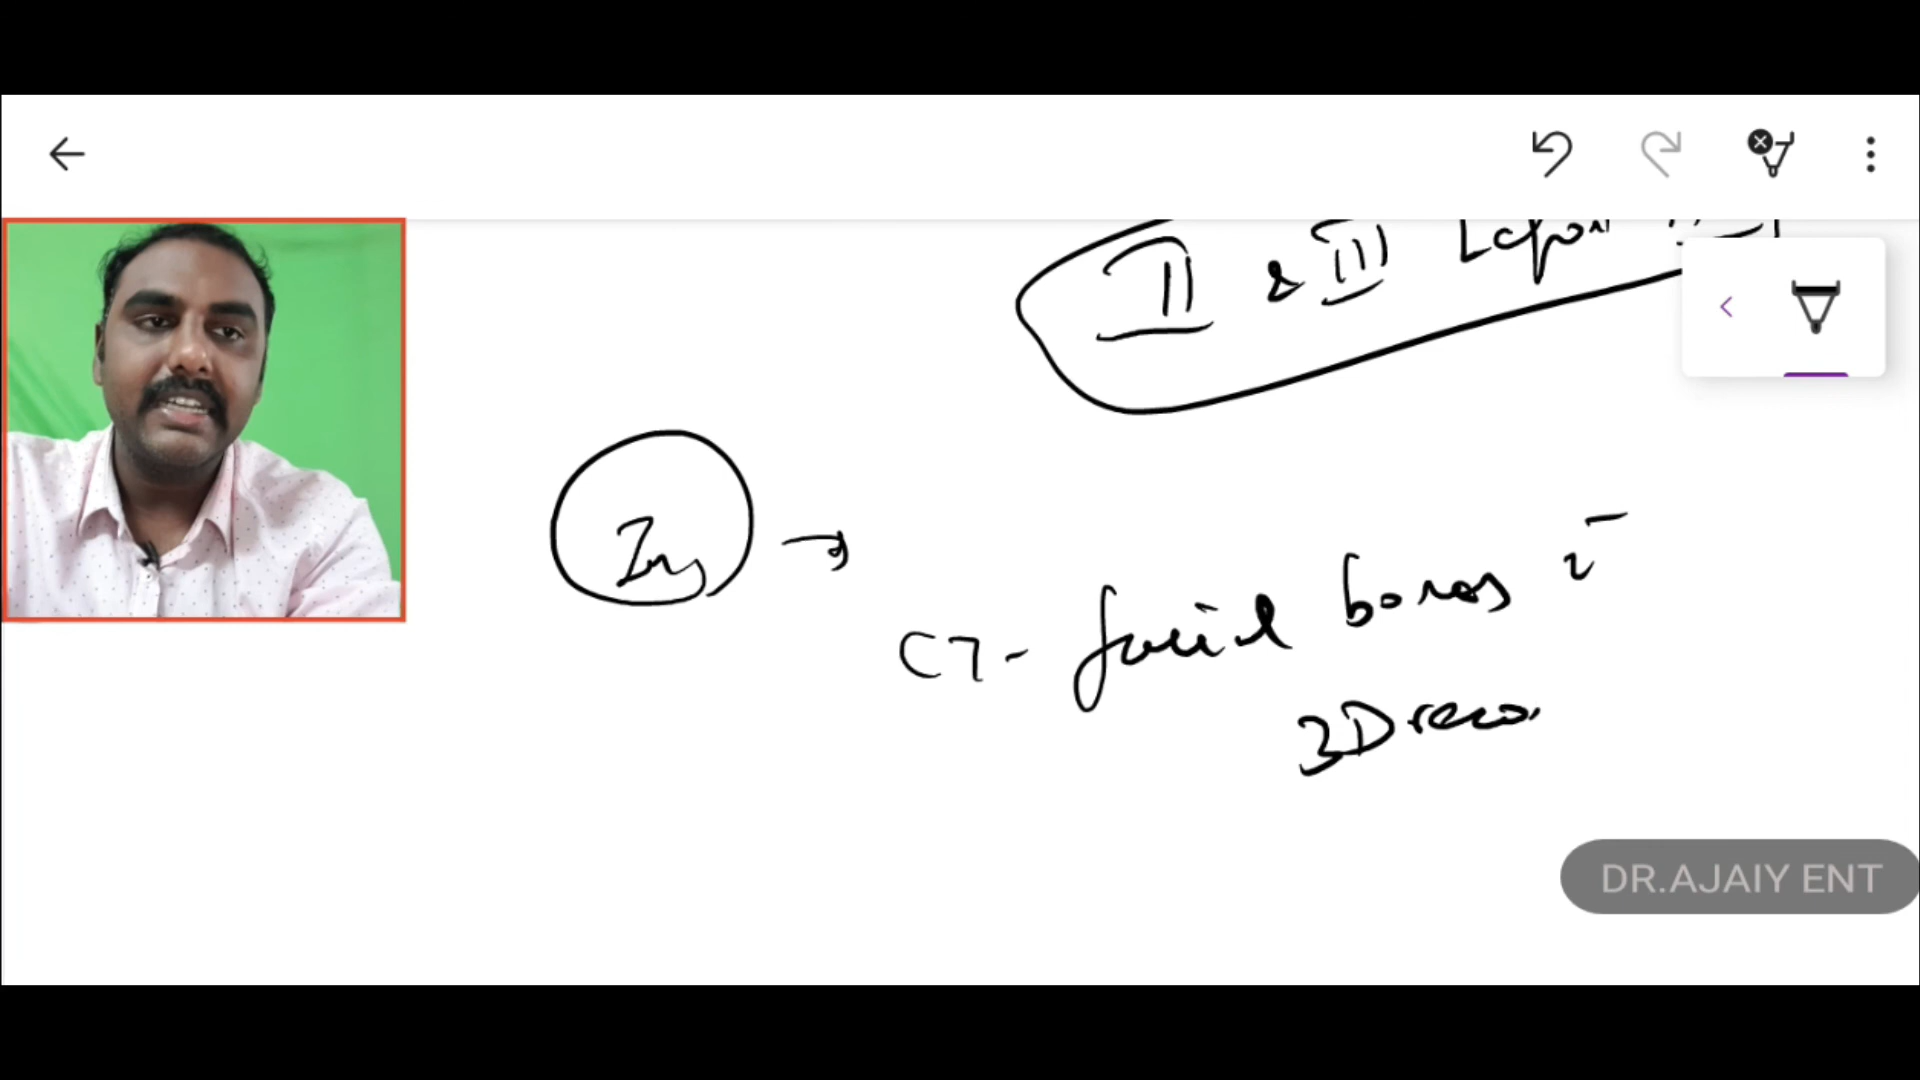 II & III Lefort
Inv →
CT - facial bones c̄
3D recon
DR.AJAIY ENT